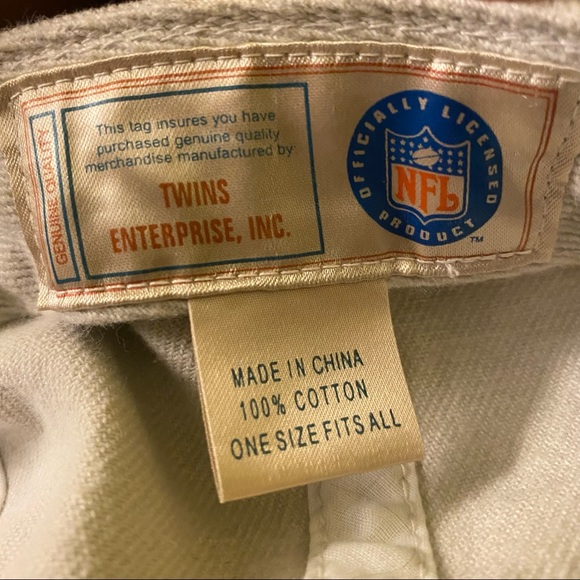 GENUINE QUALITY
This tag insures you have
purchased genuine quality
merchandise manufactured by
TWINS
ENTERPRISE, INC.
OFFICIALLY LICENSED
NFL
PRODUCT
TM
MADE IN CHINA
100% COTTON
ONE SIZE FITS ALL